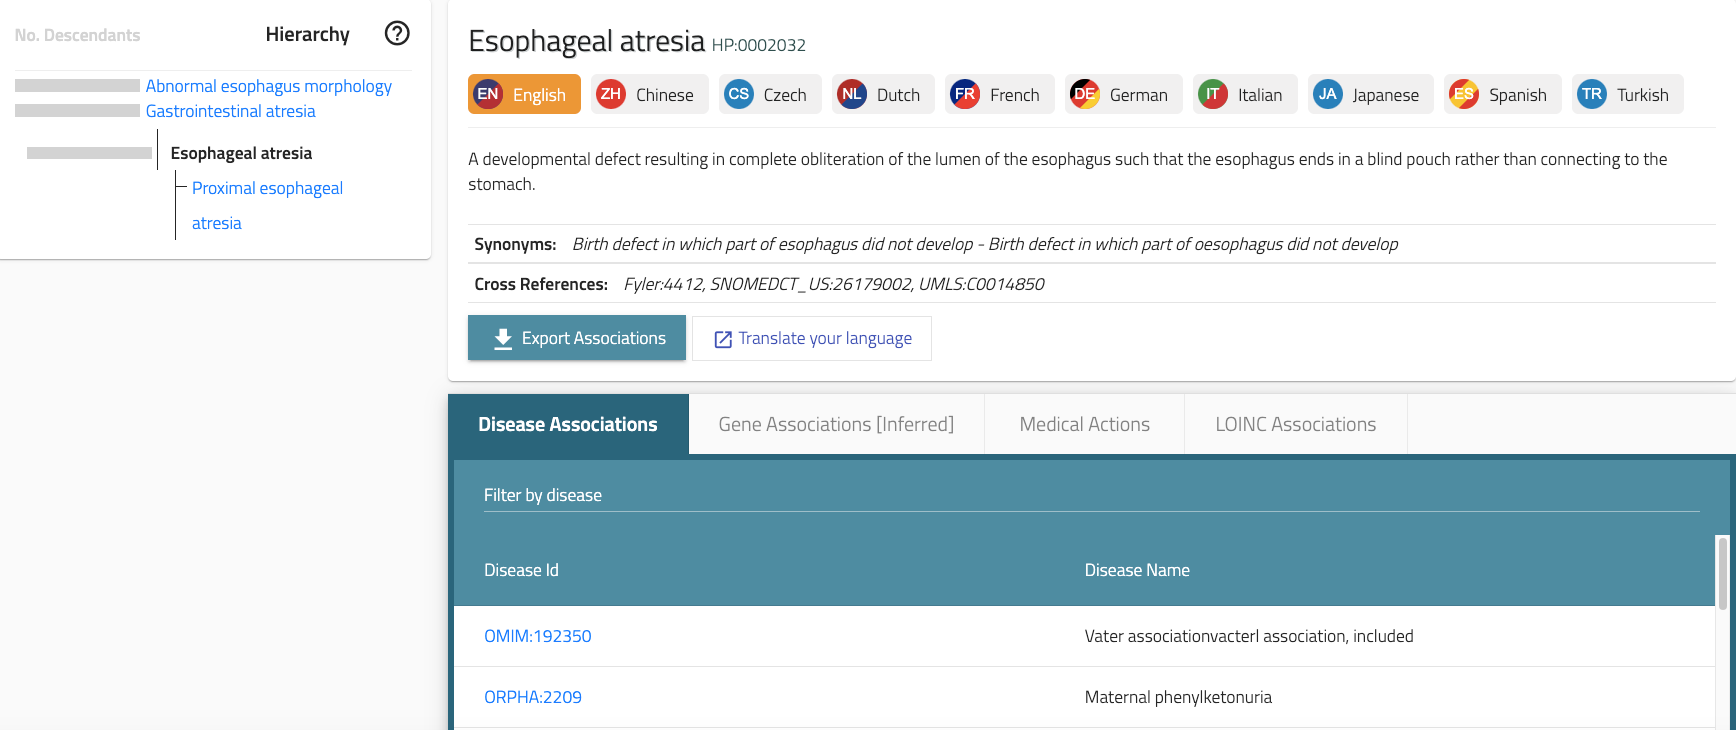 No. Descendants
Hierarchy
?
Abnormal esophagus morphology
Gastrointestinal atresia
Esophageal atresia
Proximal esophageal
atresia
Esophageal atresia HP:0002032
EN English
ZH Chinese
CS Czech
NL Dutch
FR French
DE German
IT Italian
JA Japanese
ES Spanish
TR Turkish
A developmental defect resulting in complete obliteration of the lumen of the esophagus such that the esophagus ends in a blind pouch rather than connecting to the
stomach.
Synonyms: Birth defect in which part of esophagus did not develop - Birth defect in which part of oesophagus did not develop
Cross References: Fyler:4412, SNOMEDCT_US:26179002, UMLS:C0014850
Export Associations
Translate your language
Disease Associations
Gene Associations [Inferred]
Medical Actions
LOINC Associations
Filter by disease
Disease Id Disease Name
OMIM:192350 Vater associationvacterl association, included
ORPHA:2209 Maternal phenylketonuria